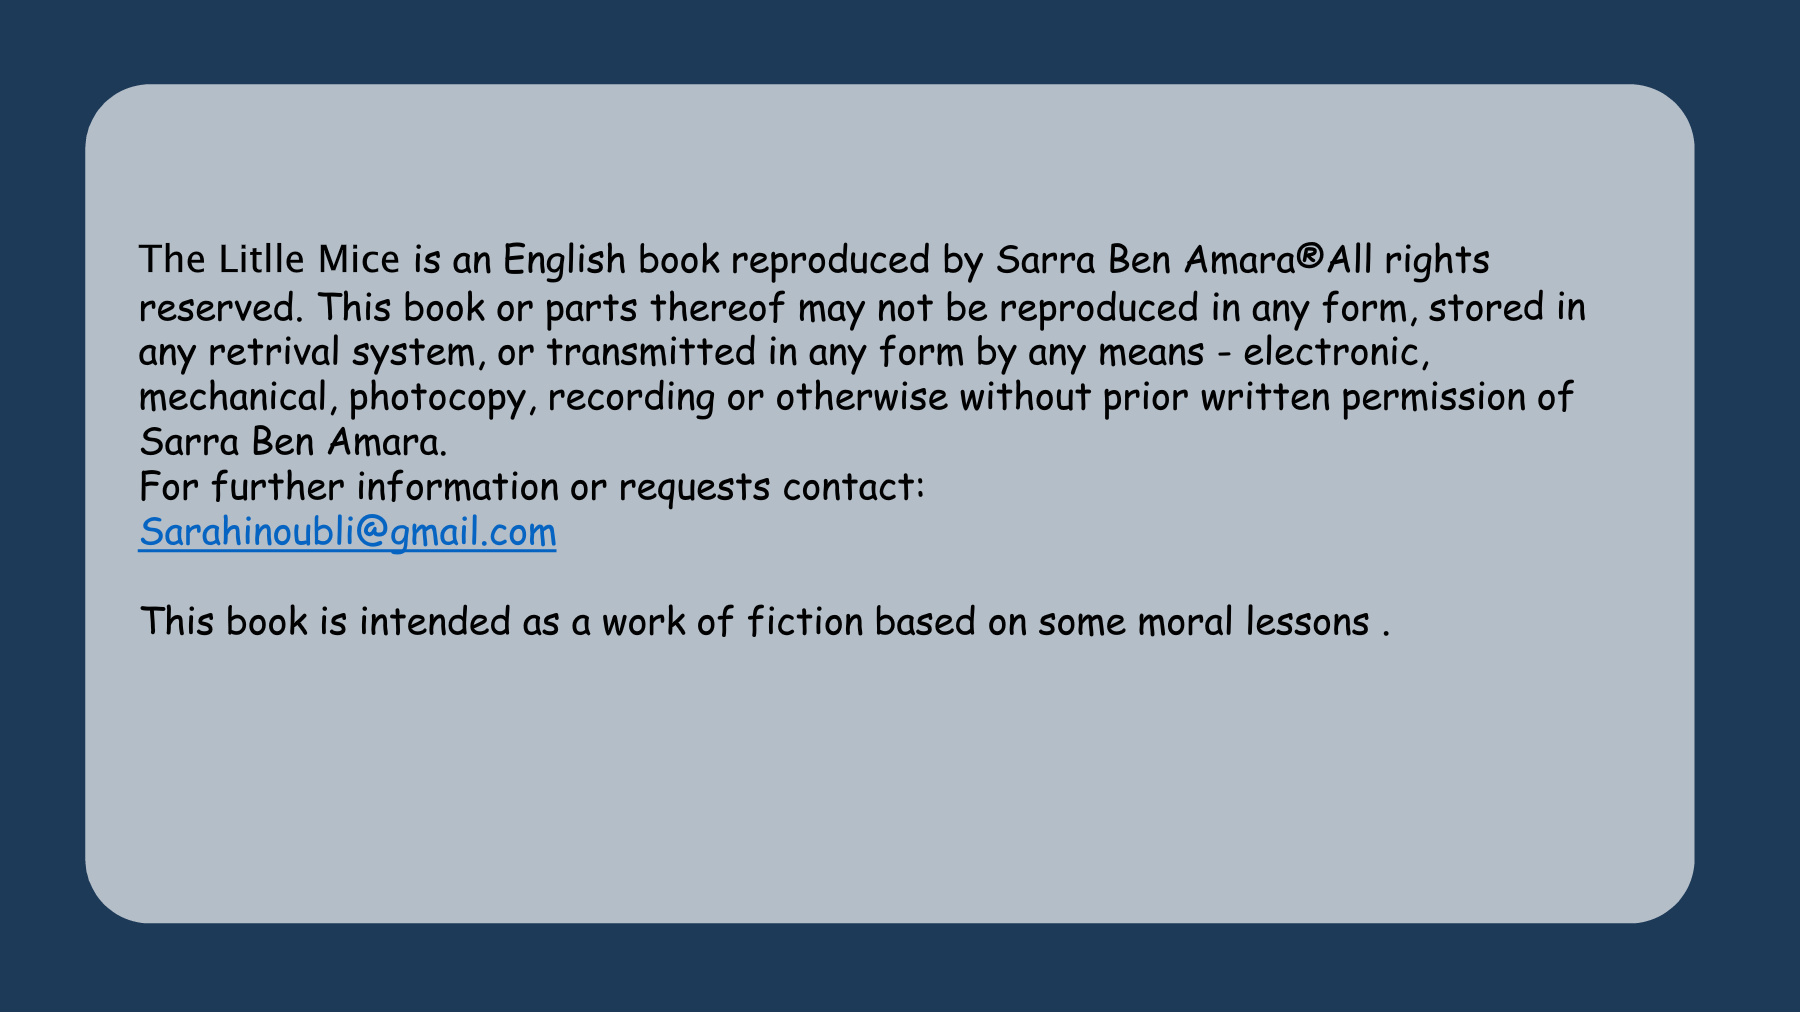 The Litlle Mice is an English book reproduced by Sarra Ben Amara®All rights
reserved. This book or parts thereof may not be reproduced in any form, stored in
any retrival system, or transmitted in any form by any means - electronic,
mechanical, photocopy, recording or otherwise without prior written permission of
Sarra Ben Amara.
For further information or requests contact:
Sarahinoubli@gmail.com
This book is intended as a work of fiction based on some moral lessons .